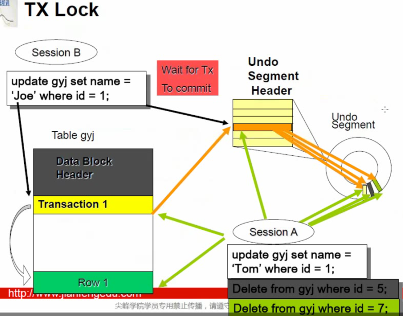 TX Lock
Session B
update gyj set name =
'Joe' where id = 1;
Wait for Tx
To commit
Undo
Segment
Header
Undo
Segment
Table gyj
Data Block
Header
Transaction 1
Row 1
Session A
update gyj set name =
'Tom' where id = 1;
Delete from gyj where id = 5;
Delete from gyj where id = 7;
http://www.jianfengedu.com